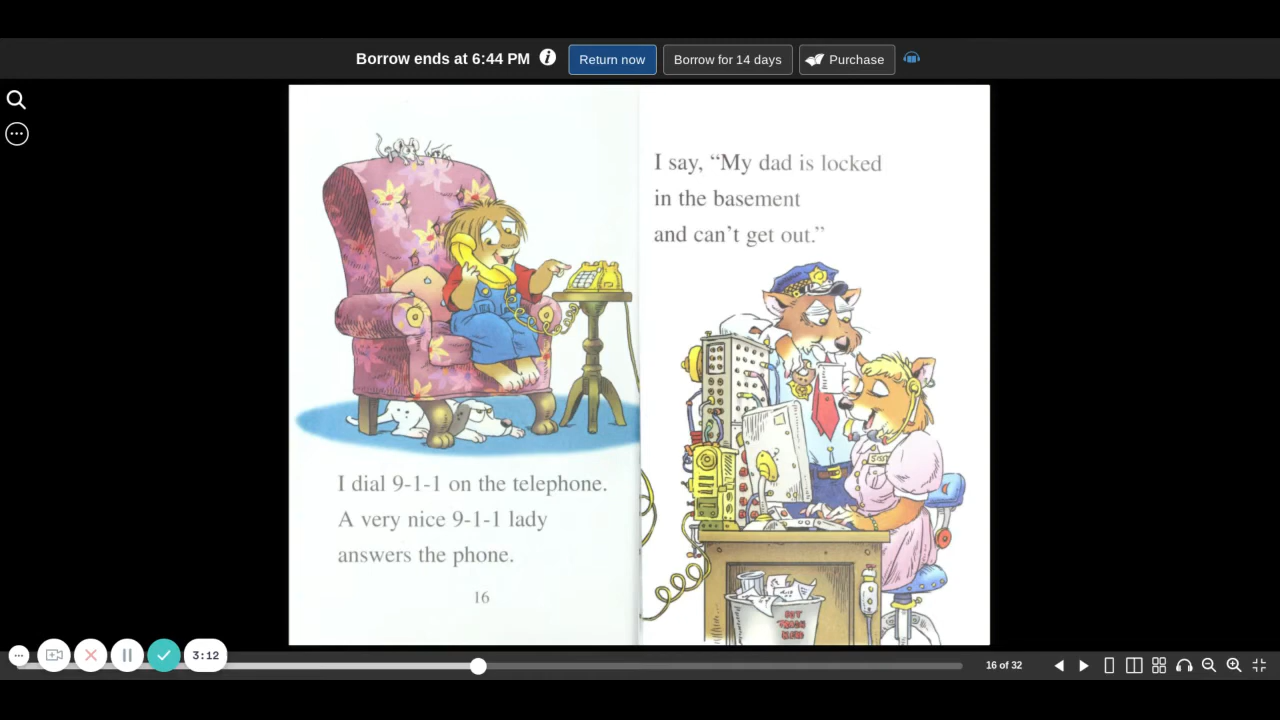 Borrow ends at 6:44 PM
Return now
Borrow for 14 days
Purchase
I dial 9-1-1 on the telephone.
A very nice 9-1-1 lady
answers the phone.
16
I say, “My dad is locked
in the basement
and can’t get out.”
PUT
TRASH
3:12
16 of 32